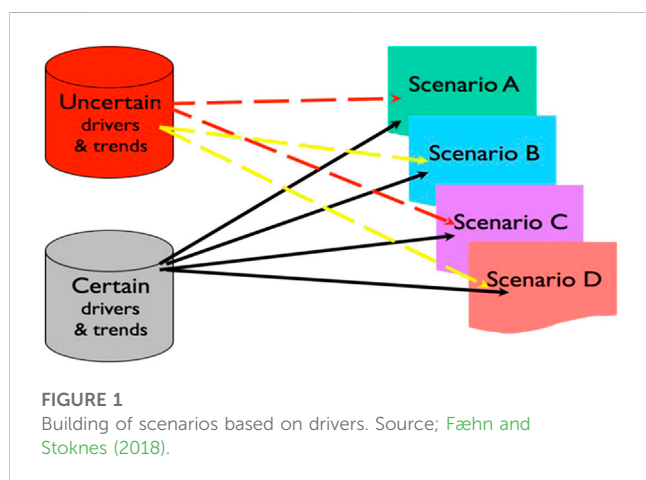 Uncertain
drivers
& trends
Scenario A
Scenario B
Scenario C
Scenario D
Certain
drivers
& trends
FIGURE 1
Building of scenarios based on drivers. Source; Fæhn and
Stoknes (2018).